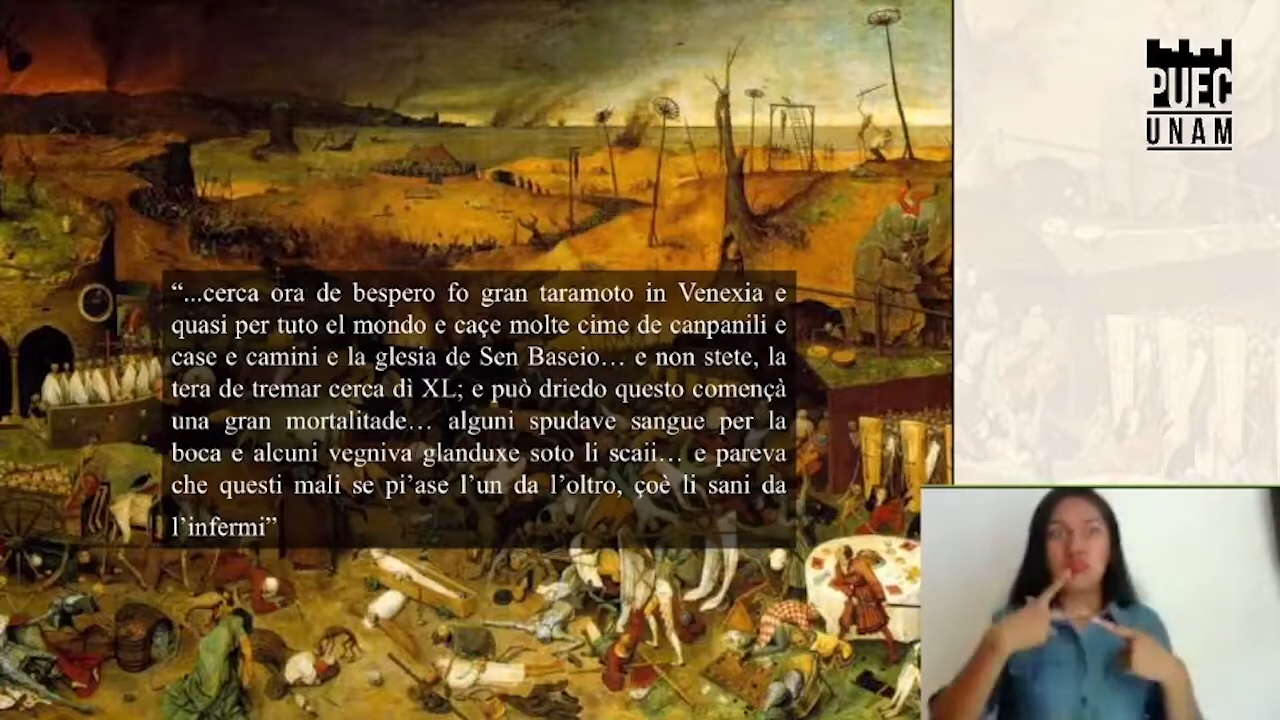 “...cerca ora de bespero fo gran taramoto in Venexia e
quasi per tuto el mondo e caçe molte cime de canpanili e
case e camini e la glesia de Sen Baseio… e non stete, la
tera de tremar cerca dì XL; e può driedo questo començà
una gran mortalitade… alguni spudave sangue per la
boca e alcuni vegniva glanduxe soto li scaii… e pareva
che questi mali se pi’ase l’un da l’oltro, çoè li sani da
l’infermi”
PUEC
UNAM